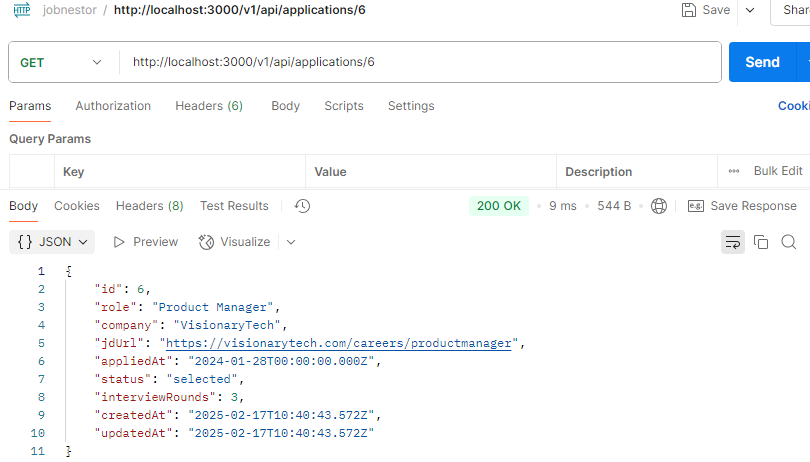 HTTP jobnestor / http://localhost:3000/v1/api/applications/6 Save
GET http://localhost:3000/v1/api/applications/6 Send
Params Authorization Headers (6) Body Scripts Settings
Query Params
Key Value Description Bulk Edit
Body Cookies Headers (8) Test Results 200 OK • 9 ms • 544 B • e.g. Save Response
{} JSON Preview Visualize
1 {
2 "id": 6,
3 "role": "Product Manager",
4 "company": "VisionaryTech",
5 "jdUrl": "https://visionarytech.com/careers/productmanager",
6 "appliedAt": "2024-01-28T00:00:00.000Z",
7 "status": "selected",
8 "interviewRounds": 3,
9 "createdAt": "2025-02-17T10:40:43.572Z",
10 "updatedAt": "2025-02-17T10:40:43.572Z"
11 }